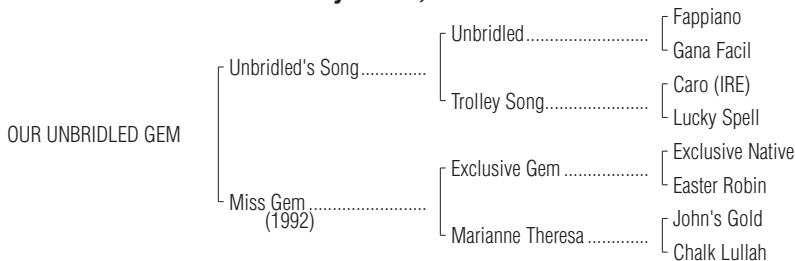 Fappiano
Unbridled
Gana Facil
Unbridled's Song
Caro (IRE)
Trolley Song
Lucky Spell
OUR UNBRIDLED GEM
Exclusive Native
Exclusive Gem
Easter Robin
Miss Gem
(1992)
John's Gold
Marianne Theresa
Chalk Lullah